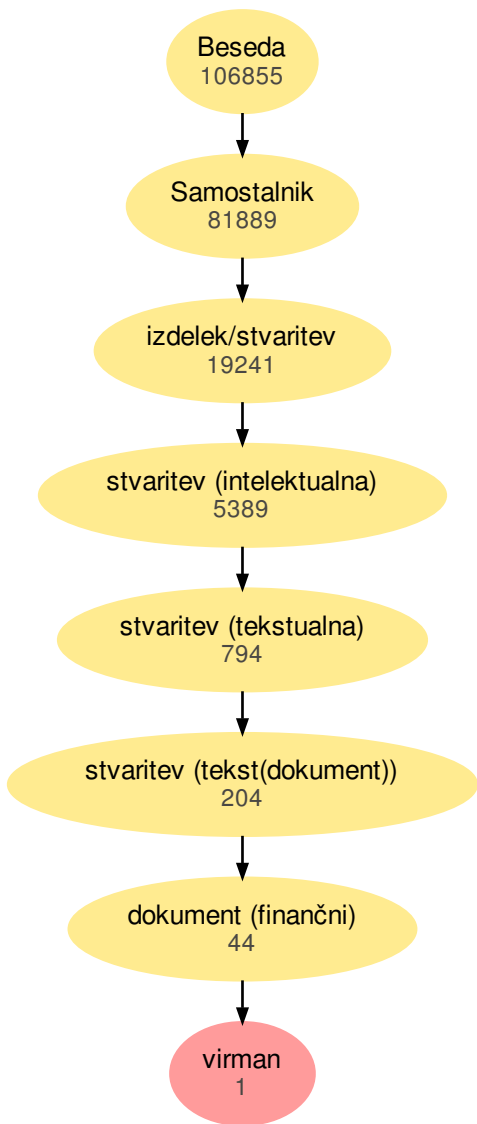 Beseda
106855
Samostalnik
81889
izdelek/stvaritev
19241
stvaritev (intelektualna)
5389
stvaritev (tekstualna)
794
stvaritev (tekst(dokument))
204
dokument (finančni)
44
virman
1